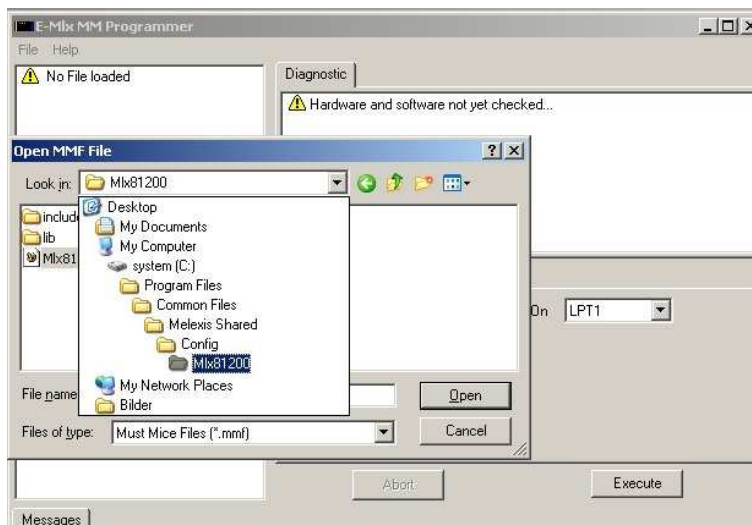 E-Mlx MM Programmer
File Help
No File loaded
Diagnostic
Hardware and software not yet checked...
Open MMF File
Look in: Mlx81200
includ
lib
Mlx81
Desktop
My Documents
My Computer
system (C:)
Program Files
Common Files
Melexis Shared
Config
Mlx81200
My Network Places
Bilder
On LPT1
File name
Open
Files of type: Must Mice Files (*.mmf)
Cancel
Abort
Execute
Messages